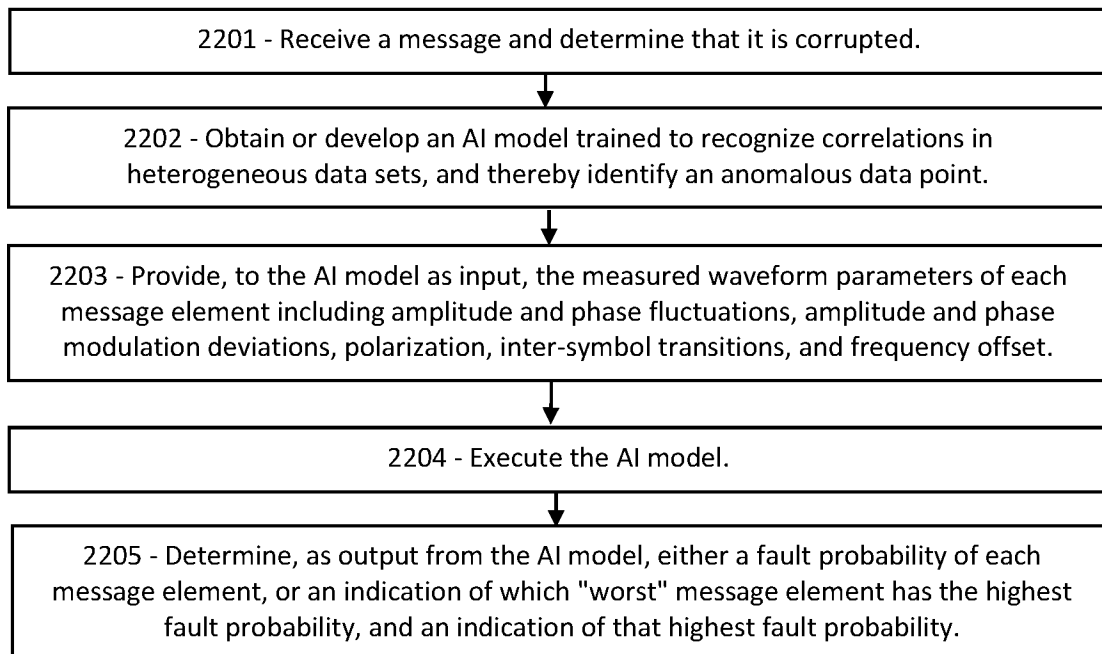 2201 - Receive a message and determine that it is corrupted.
2202 - Obtain or develop an AI model trained to recognize correlations in
heterogeneous data sets, and thereby identify an anomalous data point.
2203 - Provide, to the AI model as input, the measured waveform parameters of each
message element including amplitude and phase fluctuations, amplitude and phase
modulation deviations, polarization, inter-symbol transitions, and frequency offset.
2204 - Execute the AI model.
2205 - Determine, as output from the AI model, either a fault probability of each
message element, or an indication of which "worst" message element has the highest
fault probability, and an indication of that highest fault probability.